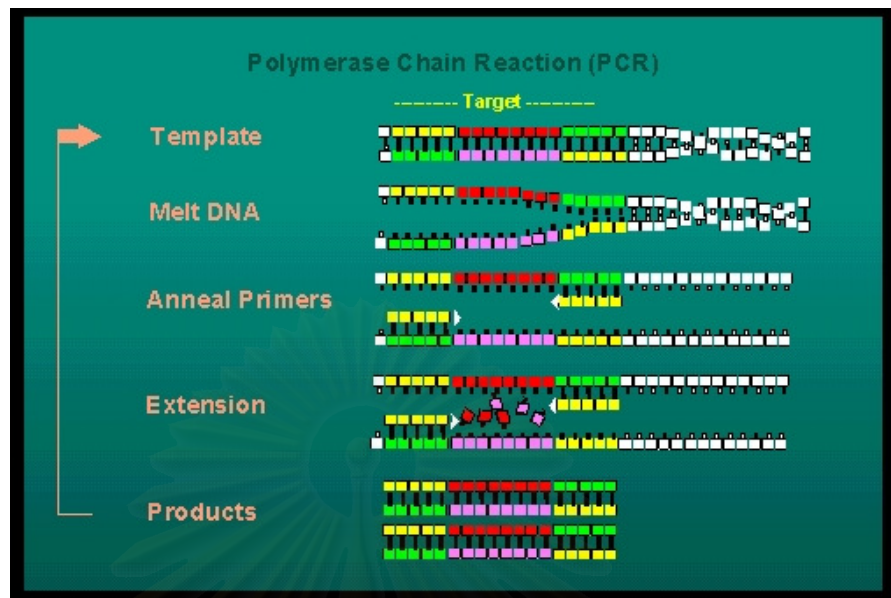 Polymerase Chain Reaction (PCR)
---------- Target -----------
Template
Melt DNA
Anneal Primers
Extension
Products